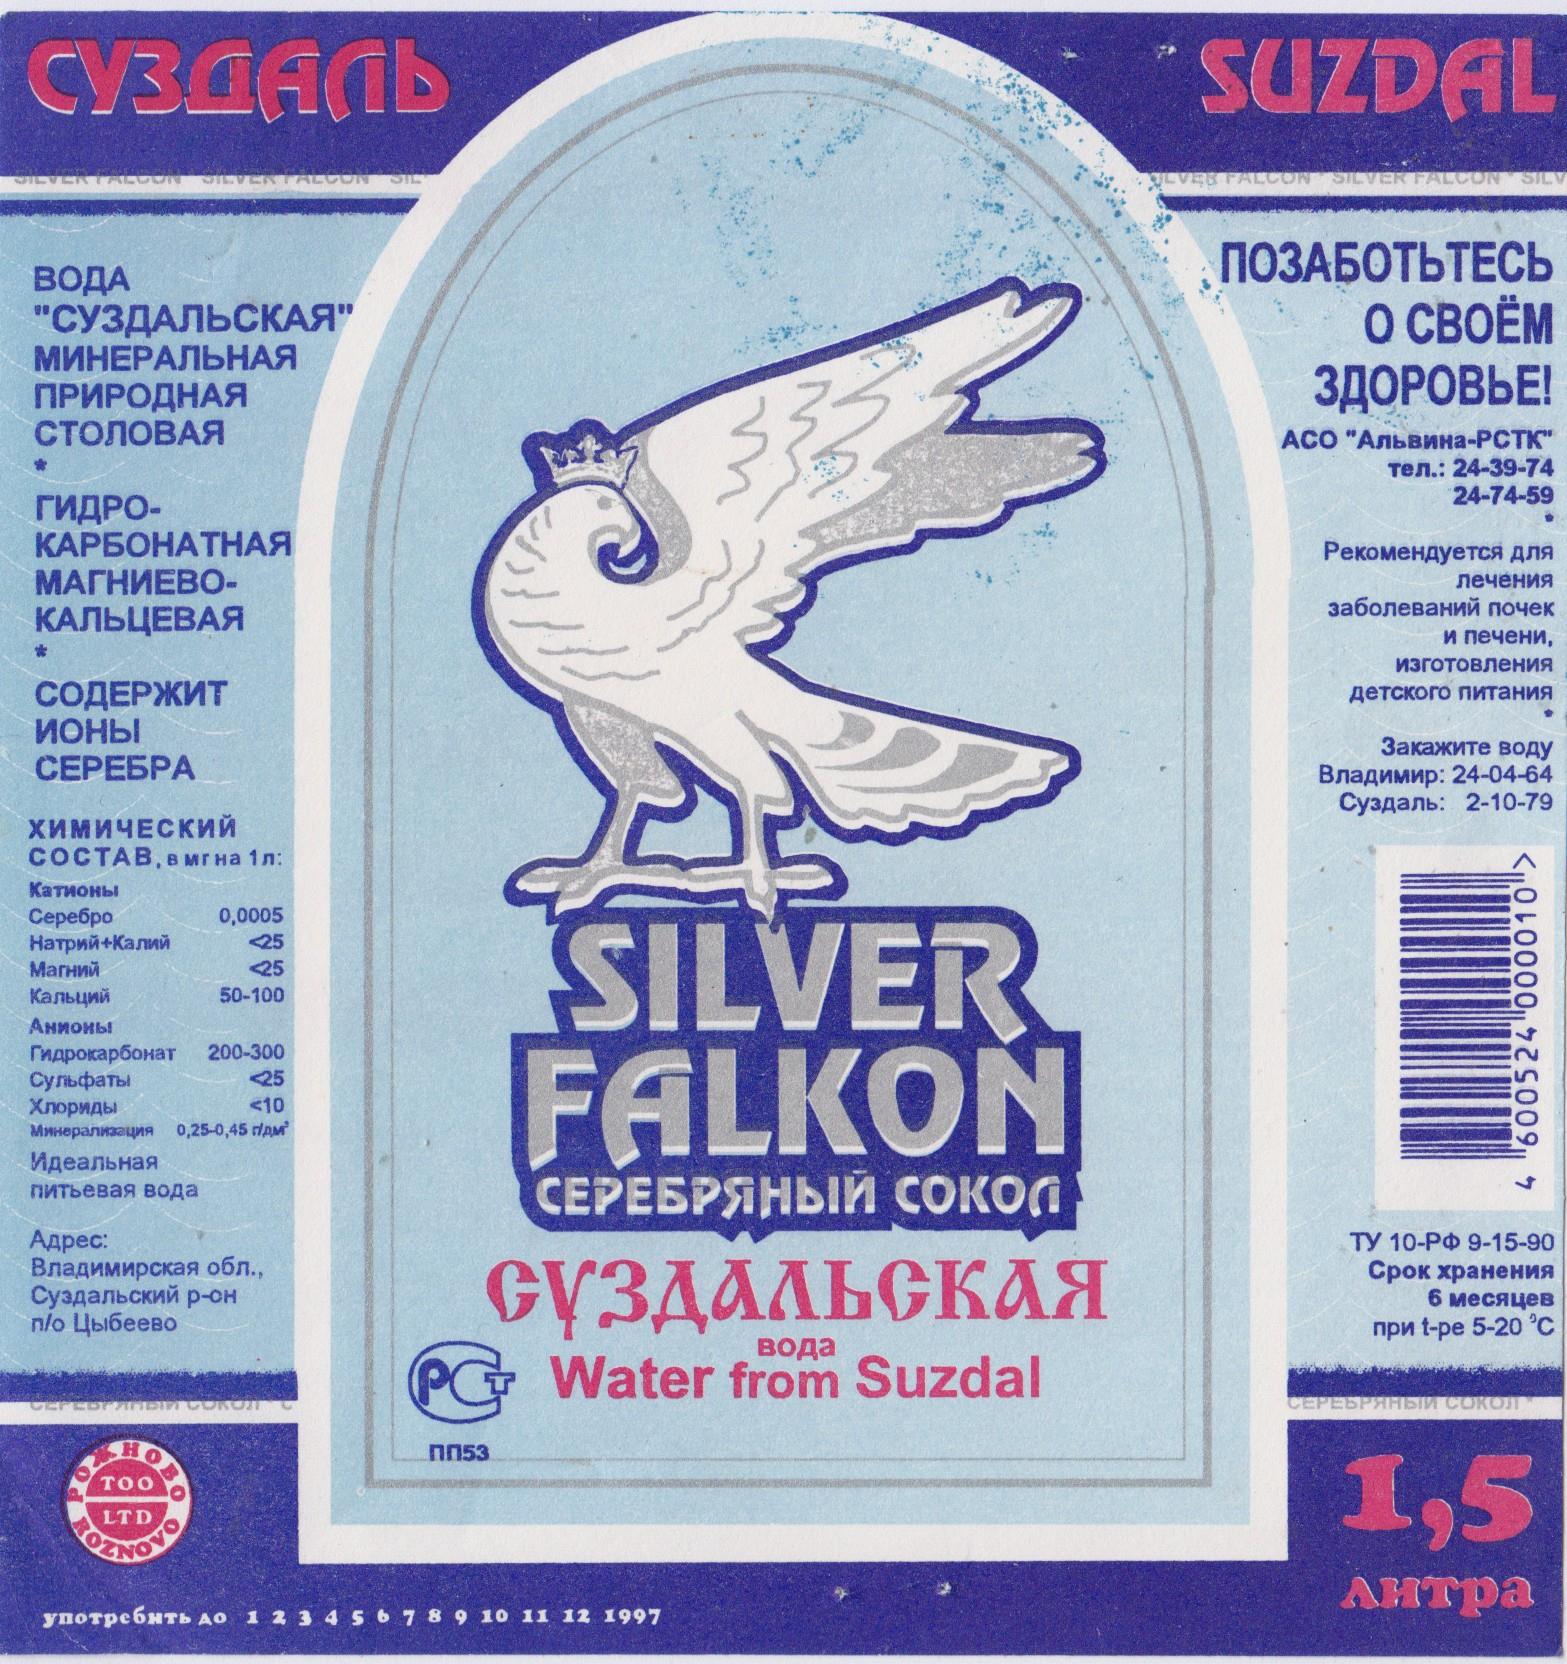 СУЗДАЛЬ
SUZDAL
SILVER FALCON * SILVER FALCON * SIL
SILVER FALCON * SILVER FALCON * SILV
ВОДА
"СУЗДАЛЬСКАЯ"
МИНЕРАЛЬНАЯ
ПРИРОДНАЯ
СТОЛОВАЯ
*
ГИДРО-
КАРБОНАТНАЯ
МАГНИЕВО-
КАЛЬЦЕВАЯ
*
СОДЕРЖИТ
ИОНЫ
СЕРЕБРА
ХИМИЧЕСКИЙ
СОСТАВ, в мг на 1 л:
Катионы
Серебро 0,0005
Натрий+Калий <25
Магний <25
Кальций 50-100
Анионы
Гидрокарбонат 200-300
Сульфаты <25
Хлориды <10
Минерализация 0,25-0,45 г/дм³
Идеальная
питьевая вода
Адрес:
Владимирская обл.,
Суздальский р-он
п/о Цыбеево
SILVER
FALKON
СЕРЕБРЯНЫЙ СОКОЛ
СУЗДАЛЬСКАЯ
вода
Water from Suzdal
РСТ
ПП53
ПОЗАБОТЬТЕСЬ
О СВОЁМ
ЗДОРОВЬЕ!
АСО "Альвина-РСТК"
тел.: 24-39-74
24-74-59
*
Рекомендуется для
лечения
заболеваний почек
и печени,
изготовления
детского питания
*
Закажите воду
Владимир: 24-04-64
Суздаль: 2-10-79
4 600524 000010 >
ТУ 10-РФ 9-15-90
Срок хранения
6 месяцев
при t-ре 5-20 °С
СЕРЕБРЯНЫЙ СОКОЛ * С
СЕРЕБРЯНЫЙ СОКОЛ *
РОЖНОВО
ТОО
LTD
ROZNOVO
1,5
литра
употребить до 1 2 3 4 5 6 7 8 9 10 11 12 1997